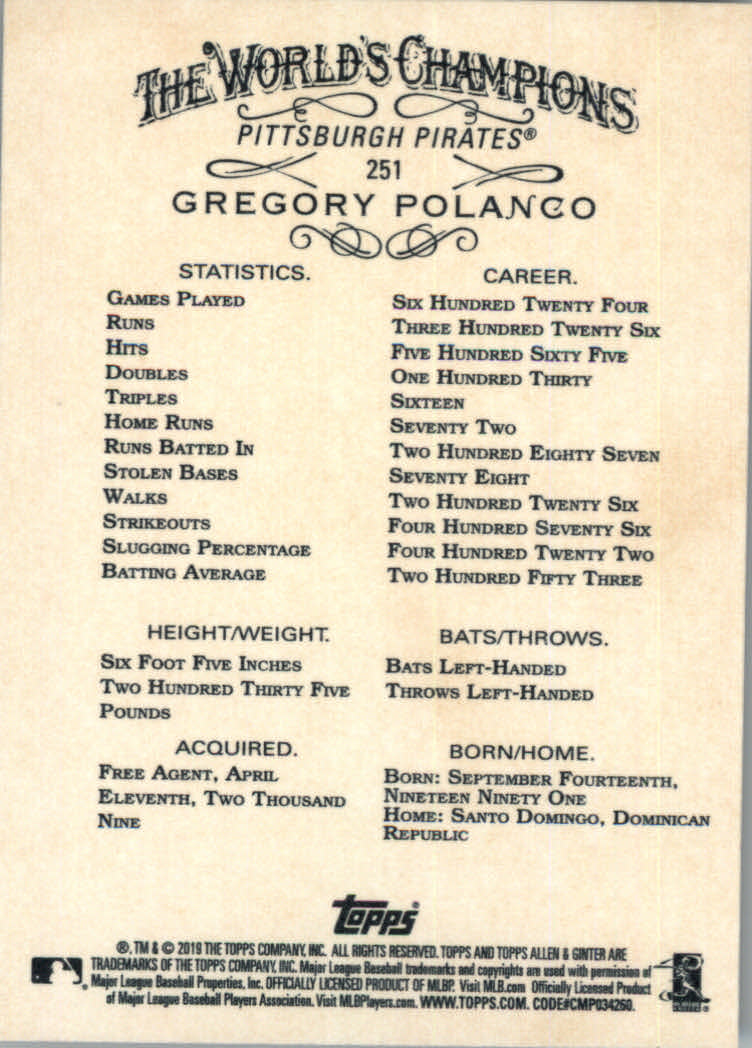 THE WORLD'S CHAMPIONS
PITTSBURGH PIRATES®
251
GREGORY POLANCO
STATISTICS.
GAMES PLAYED
RUNS
HITS
DOUBLES
TRIPLES
HOME RUNS
RUNS BATTED IN
STOLEN BASES
WALKS
STRIKEOUTS
SLUGGING PERCENTAGE
BATTING AVERAGE
CAREER.
SIX HUNDRED TWENTY FOUR
THREE HUNDRED TWENTY SIX
FIVE HUNDRED SIXTY FIVE
ONE HUNDRED THIRTY
SIXTEEN
SEVENTY TWO
TWO HUNDRED EIGHTY SEVEN
SEVENTY EIGHT
TWO HUNDRED TWENTY SIX
FOUR HUNDRED SEVENTY SIX
FOUR HUNDRED TWENTY TWO
TWO HUNDRED FIFTY THREE
HEIGHT/WEIGHT.
SIX FOOT FIVE INCHES
TWO HUNDRED THIRTY FIVE
POUNDS
BATS/THROWS.
BATS LEFT-HANDED
THROWS LEFT-HANDED
ACQUIRED.
FREE AGENT, APRIL
ELEVENTH, TWO THOUSAND
NINE
BORN/HOME.
BORN: SEPTEMBER FOURTEENTH,
NINETEEN NINETY ONE
HOME: SANTO DOMINGO, DOMINICAN
REPUBLIC
topps®
®, TM & © 2019 THE TOPPS COMPANY, INC. ALL RIGHTS RESERVED. TOPPS AND TOPPS ALLEN & GINTER ARE
TRADEMARKS OF THE TOPPS COMPANY, INC. Major League Baseball trademarks and copyrights are used with permission of
Major League Baseball Properties, Inc. OFFICIALLY LICENSED PRODUCT OF MLBP. Visit MLB.com Officially Licensed Product
of Major League Baseball Players Association. Visit MLBPlayers.com. WWW.TOPPS.COM. CODE#CMP034260.